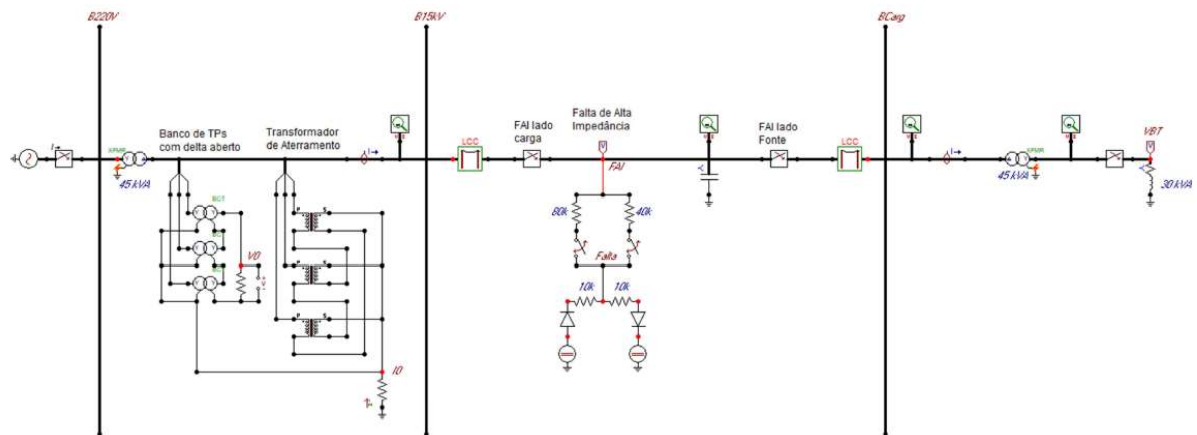 B220V
B15kV
BCarg
Banco de TPs
com delta aberto
Transformador
de Aterramento
LCC
FAI lado
carga
Falta de Alta
Impedância
V
FAI
FAI lado
Fonte
LCC
VBT
45 kVA
45 kVA
30 kVA
BCT
V0
P S
P S
P S
I0
80k
40k
Falta
10k
10k